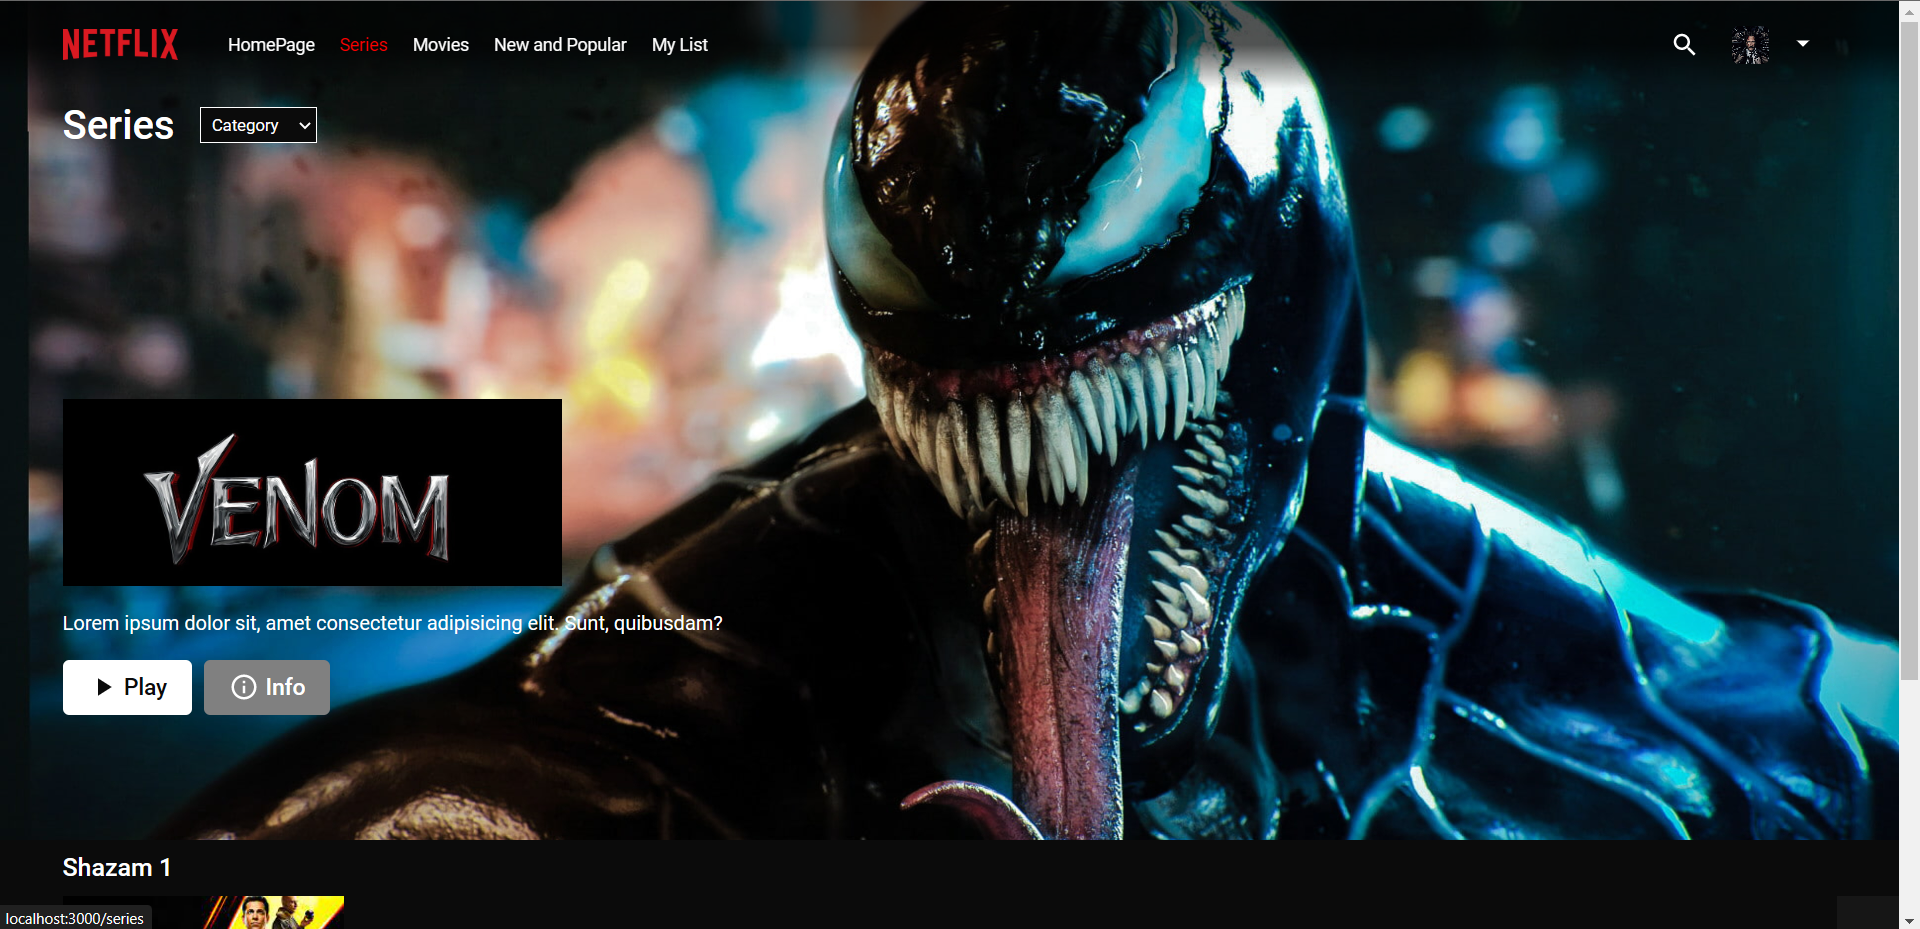 NETFLIX HomePage Series Movies New and Popular My List
Series Category
VENOM
Lorem ipsum dolor sit, amet consectetur adipisicing elit. Sunt, quibusdam?
Play Info
Shazam 1
localhost:3000/series